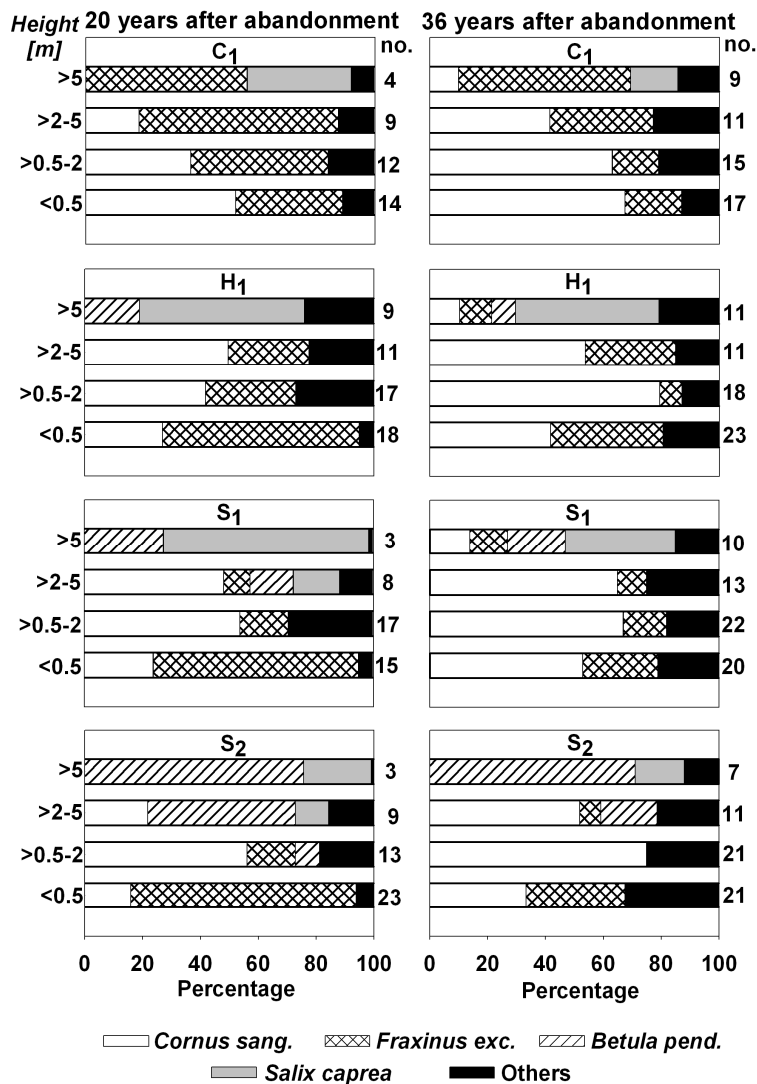 Height 20 years after abandonment 36 years after abandonment
[m] no. no.
C1 C1
>5 4 9
>2-5 9 11
>0.5-2 12 15
<0.5 14 17
H1 H1
>5 9 11
>2-5 11 11
>0.5-2 17 18
<0.5 18 23
S1 S1
>5 3 10
>2-5 8 13
>0.5-2 17 22
<0.5 15 20
S2 S2
>5 3 7
>2-5 9 11
>0.5-2 13 21
<0.5 23 21
0 20 40 60 80 100 0 20 40 60 80 100
Percentage Percentage
Cornus sang. Fraxinus exc. Betula pend.
Salix caprea Others